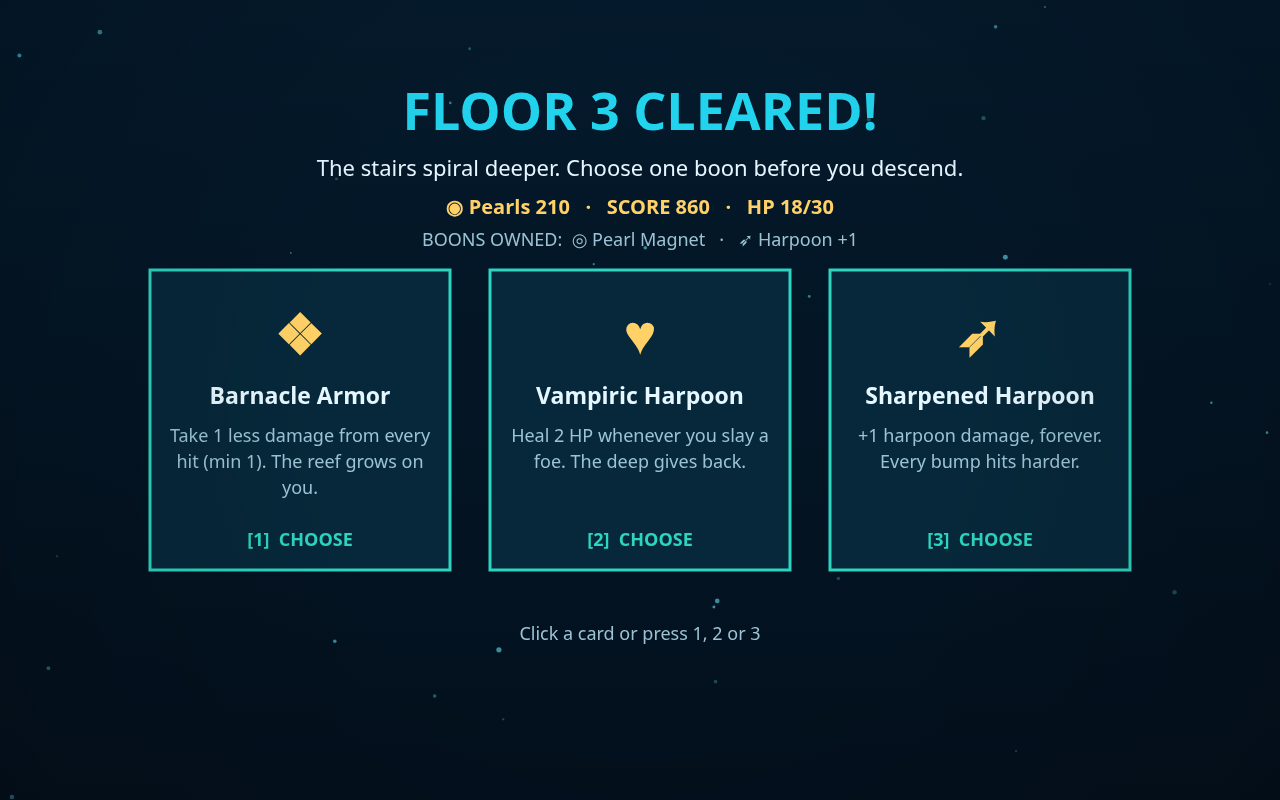 FLOOR 3 CLEARED!
The stairs spiral deeper. Choose one boon before you descend.
◉ Pearls 210 · SCORE 860 · HP 18/30
BOONS OWNED: ◎ Pearl Magnet · ➶ Harpoon +1
❖
Barnacle Armor
Take 1 less damage from every
hit (min 1). The reef grows on
you.
[1] CHOOSE
♥
Vampiric Harpoon
Heal 2 HP whenever you slay a
foe. The deep gives back.
[2] CHOOSE
➶
Sharpened Harpoon
+1 harpoon damage, forever.
Every bump hits harder.
[3] CHOOSE
Click a card or press 1, 2 or 3